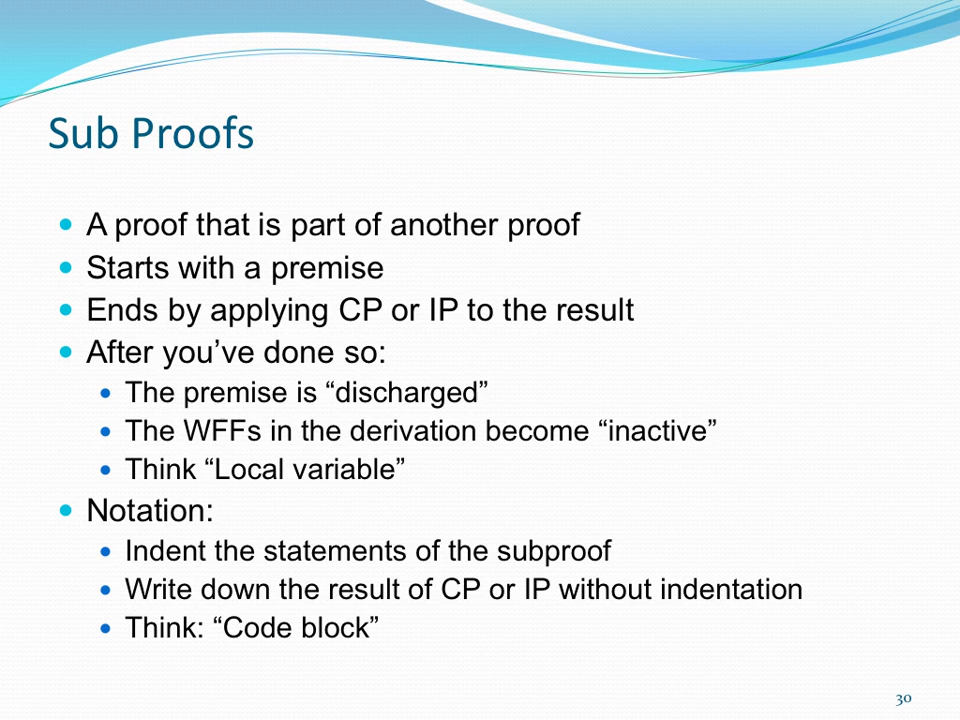 Sub Proofs
A proof that is part of another proof
Starts with a premise
Ends by applying CP or IP to the result
After you’ve done so:
The premise is “discharged”
The WFFs in the derivation become “inactive”
Think “Local variable”
Notation:
Indent the statements of the subproof
Write down the result of CP or IP without indentation
Think: “Code block”
30